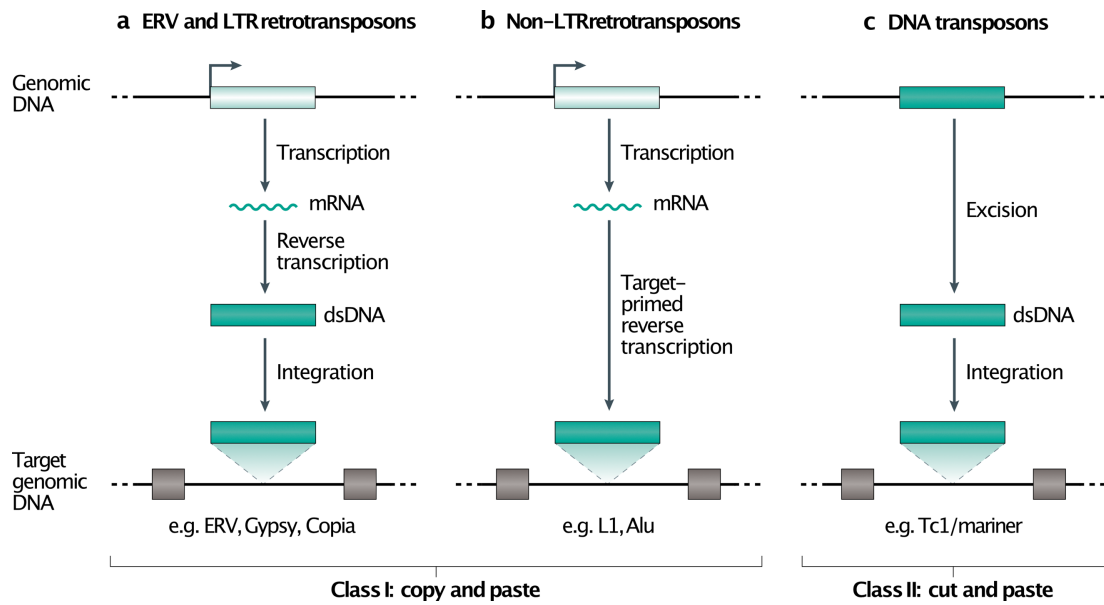 a ERV and LTR retrotransposons
b Non-LTRretrotransposons
c DNA transposons
Genomic
DNA
Transcription
mRNA
Reverse
transcription
dsDNA
Integration
Transcription
mRNA
Target–
primed
reverse
transcription
Excision
dsDNA
Integration
Target
genomic
DNA
e.g. ERV, Gypsy, Copia
e.g. L1, Alu
e.g. Tc1/mariner
Class I: copy and paste
Class II: cut and paste